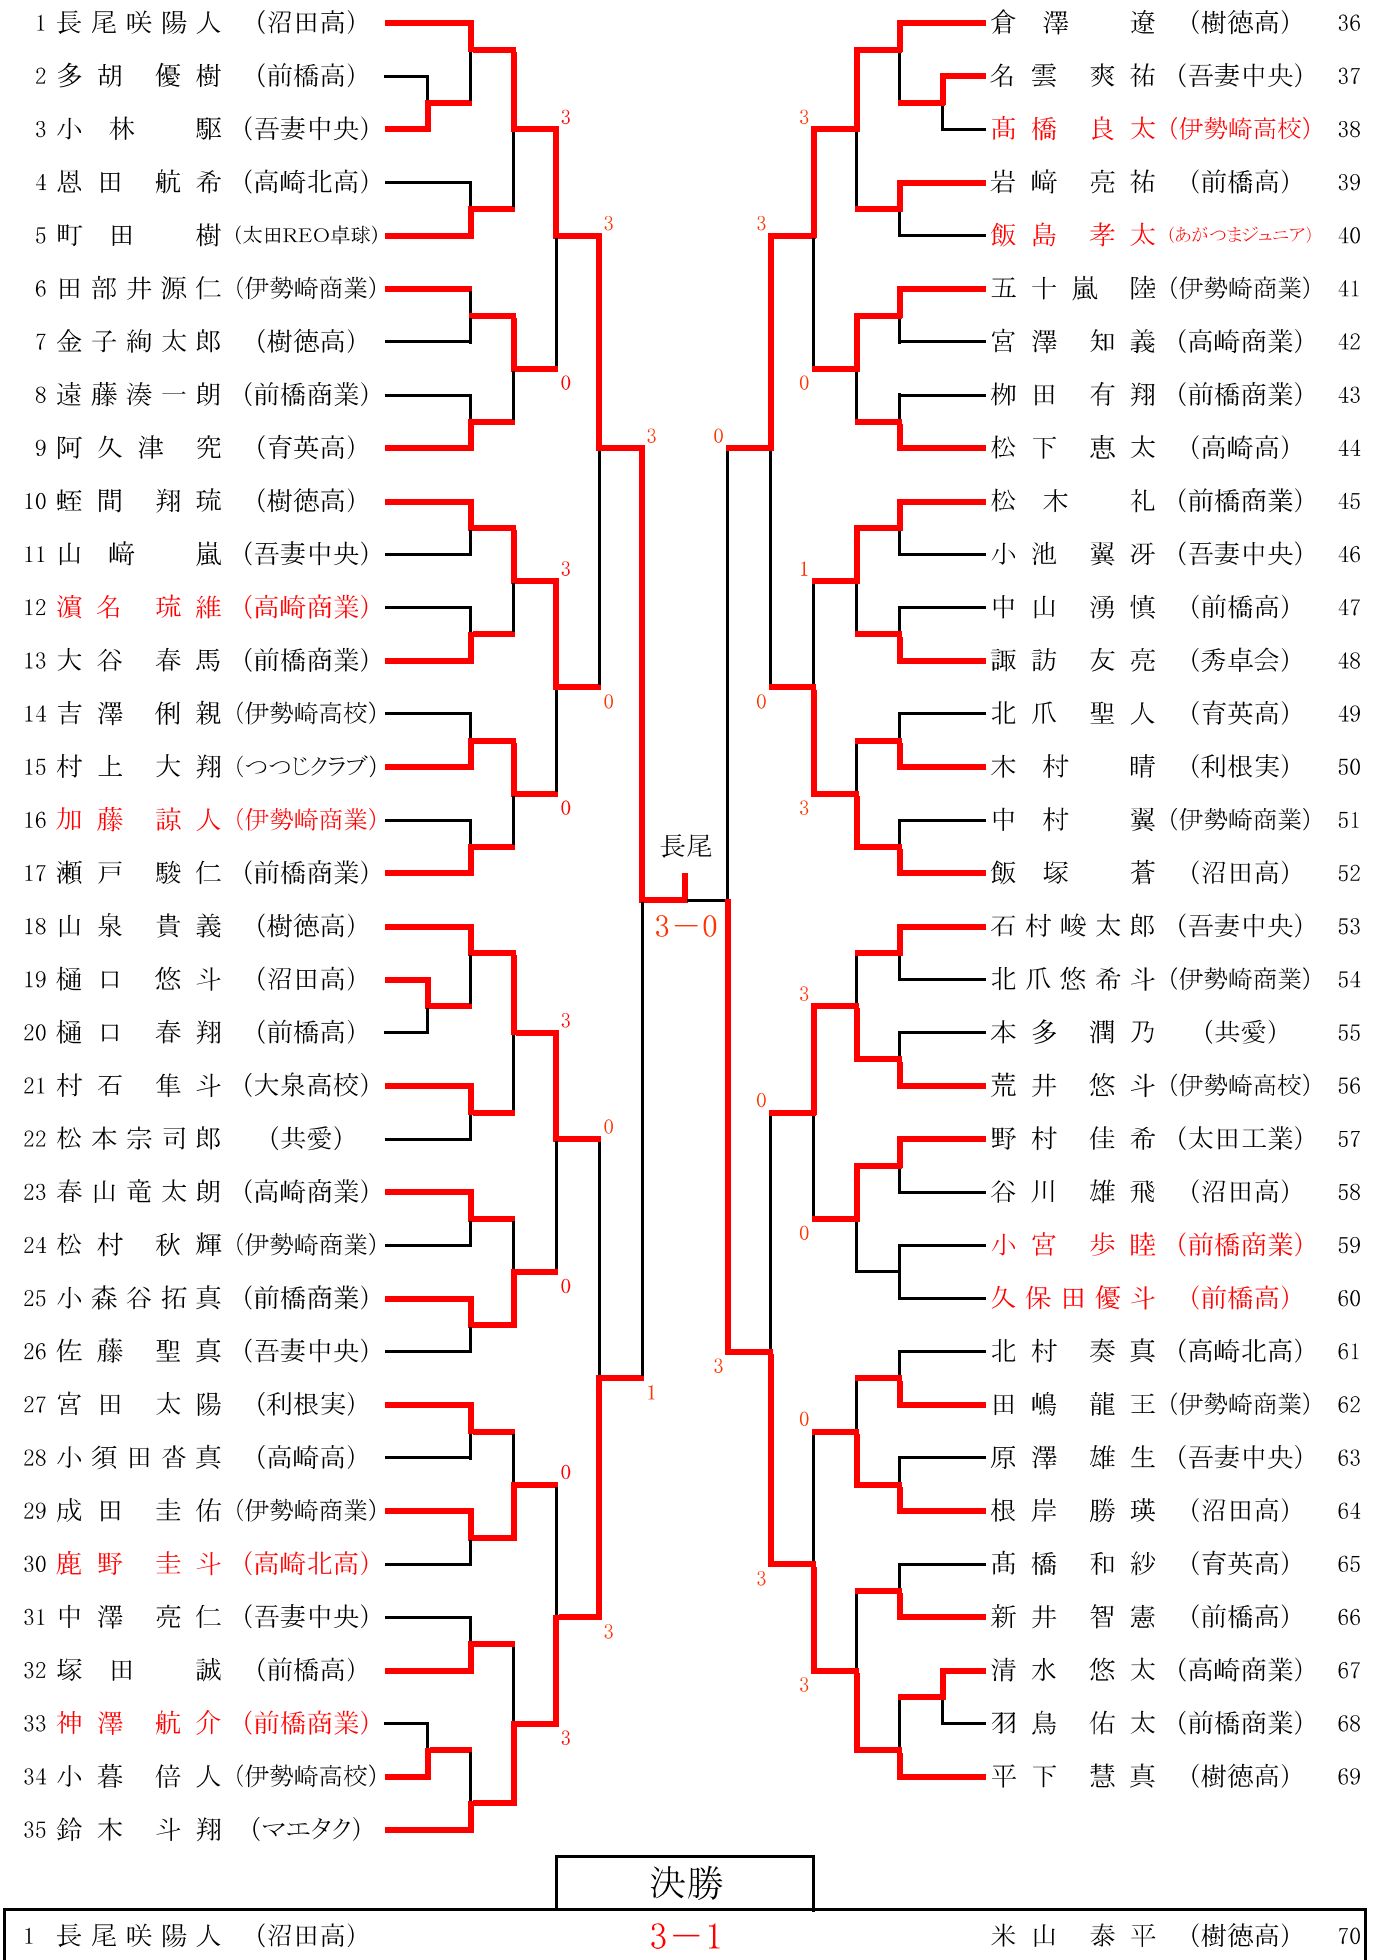 1 長尾咲陽人 (沼田高)
2 多胡 優樹 (前橋高)
3 小林 駆 (吾妻中央)
4 恩田 航希 (高崎北高)
5 町田 樹 (太田REO卓球)
6 田部井源仁 (伊勢崎商業)
7 金子絢太郎 (樹徳高)
8 遠藤湊一朗 (前橋商業)
9 阿久津 究 (育英高)
10 蛭間 翔琉 (樹徳高)
11 山﨑 嵐 (吾妻中央)
12 濵名 琉維 (高崎商業)
13 大谷 春馬 (前橋商業)
14 吉澤 俐親 (伊勢崎高校)
15 村上 大翔 (つつじクラブ)
16 加藤 諒人 (伊勢崎商業)
17 瀬戸 駿仁 (前橋商業)
18 山泉 貴義 (樹徳高)
19 樋口 悠斗 (沼田高)
20 樋口 春翔 (前橋高)
21 村石 隼斗 (大泉高校)
22 松本宗司郎 (共愛)
23 春山竜太朗 (高崎商業)
24 松村 秋輝 (伊勢崎商業)
25 小森谷拓真 (前橋商業)
26 佐藤 聖真 (吾妻中央)
27 宮田 太陽 (利根実)
28 小須田沓真 (高崎高)
29 成田 圭佑 (伊勢崎商業)
30 鹿野 圭斗 (高崎北高)
31 中澤 亮仁 (吾妻中央)
32 塚田 誠 (前橋高)
33 神澤 航介 (前橋商業)
34 小暮 倍人 (伊勢崎高校)
35 鈴木 斗翔 (マエタク)
3
0
3
0
3
0
3
0
3
0
3
0
3
1
長尾
3－0
0
3
3
0
0
3
3
0
1
3
3
0
0
3
倉澤 遼 (樹徳高) 36
名雲 爽祐 (吾妻中央) 37
髙橋 良太 (伊勢崎高校) 38
岩﨑 亮祐 (前橋高) 39
飯島 孝太 (あがつまジュニア) 40
五十嵐 陸 (伊勢崎商業) 41
宮澤 知義 (高崎商業) 42
栁田 有翔 (前橋商業) 43
松下 恵太 (高崎高) 44
松木 礼 (前橋商業) 45
小池 翼冴 (吾妻中央) 46
中山 湧慎 (前橋高) 47
諏訪 友亮 (秀卓会) 48
北爪 聖人 (育英高) 49
木村 晴 (利根実) 50
中村 翼 (伊勢崎商業) 51
飯塚 蒼 (沼田高) 52
石村峻太郎 (吾妻中央) 53
北爪悠希斗 (伊勢崎商業) 54
本多 潤乃 (共愛) 55
荒井 悠斗 (伊勢崎高校) 56
野村 佳希 (太田工業) 57
谷川 雄飛 (沼田高) 58
小宮 歩睦 (前橋商業) 59
久保田優斗 (前橋高) 60
北村 奏真 (高崎北高) 61
田嶋 龍王 (伊勢崎商業) 62
原澤 雄生 (吾妻中央) 63
根岸 勝瑛 (沼田高) 64
髙橋 和紗 (育英高) 65
新井 智憲 (前橋高) 66
清水 悠太 (高崎商業) 67
羽鳥 佑太 (前橋商業) 68
平下 慧真 (樹徳高) 69
決勝
1 長尾咲陽人 (沼田高) 3－1 米山 泰平 (樹徳高) 70